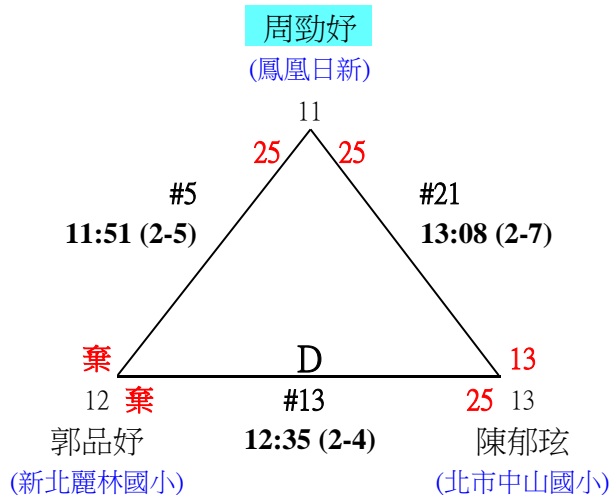 周勁妤
(鳳凰日新)
11
25 25
#5 #21
11:51 (2-5) 13:08 (2-7)
棄 D 13
12 棄 #13 25 13
郭品妤 12:35 (2-4) 陳郁玹
(新北麗林國小) (北市中山國小)